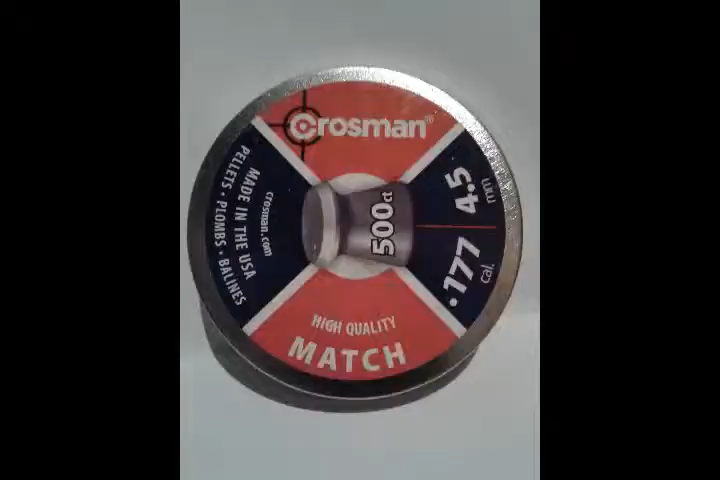 crosman®
4.5 mm
.177 cal.
500ct
crosman.com
MADE IN THE USA
PELLETS • PLOMBS • BALINES
HIGH QUALITY
MATCH